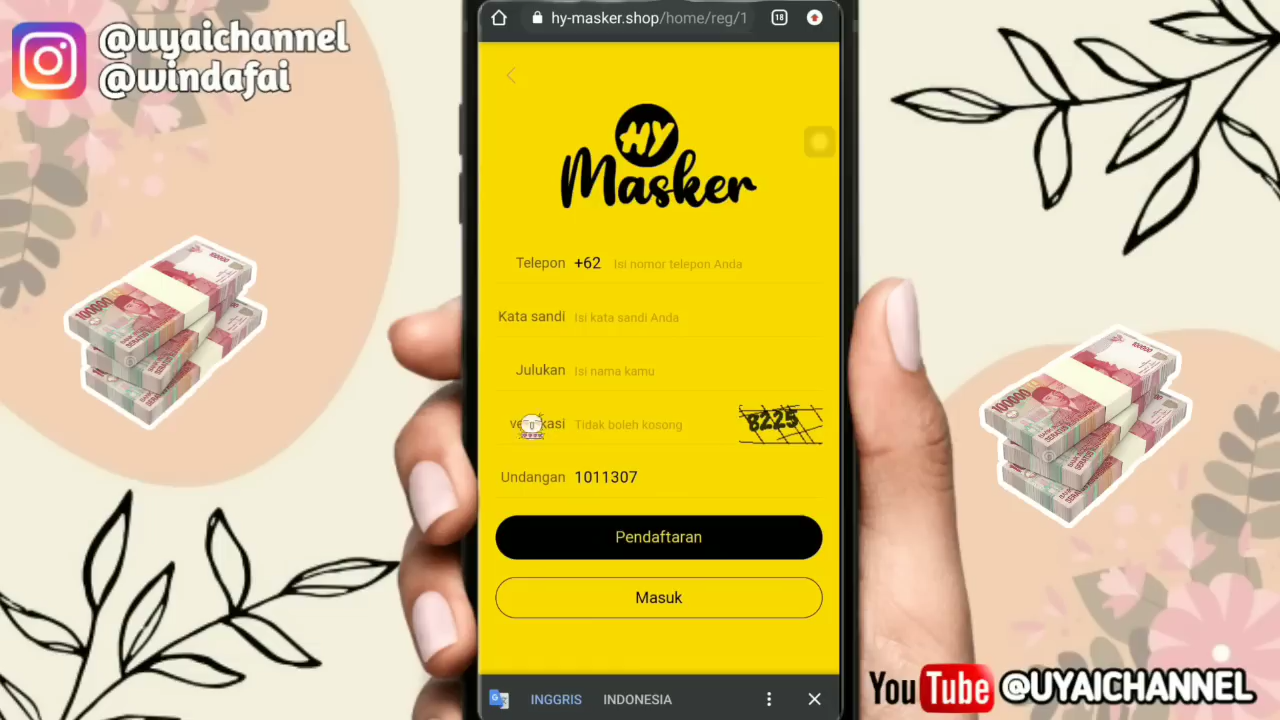 @uyaichannel
@windafai
hy-masker.shop/home/reg/1
18
HY
Masker
Telepon +62 Isi nomor telepon Anda
Kata sandi Isi kata sandi Anda
Julukan Isi nama kamu
Tidak boleh kosong 8225
Undangan 1011307
Pendaftaran
Masuk
INGGRIS INDONESIA
100000
100000
YouTube @UYAICHANNEL